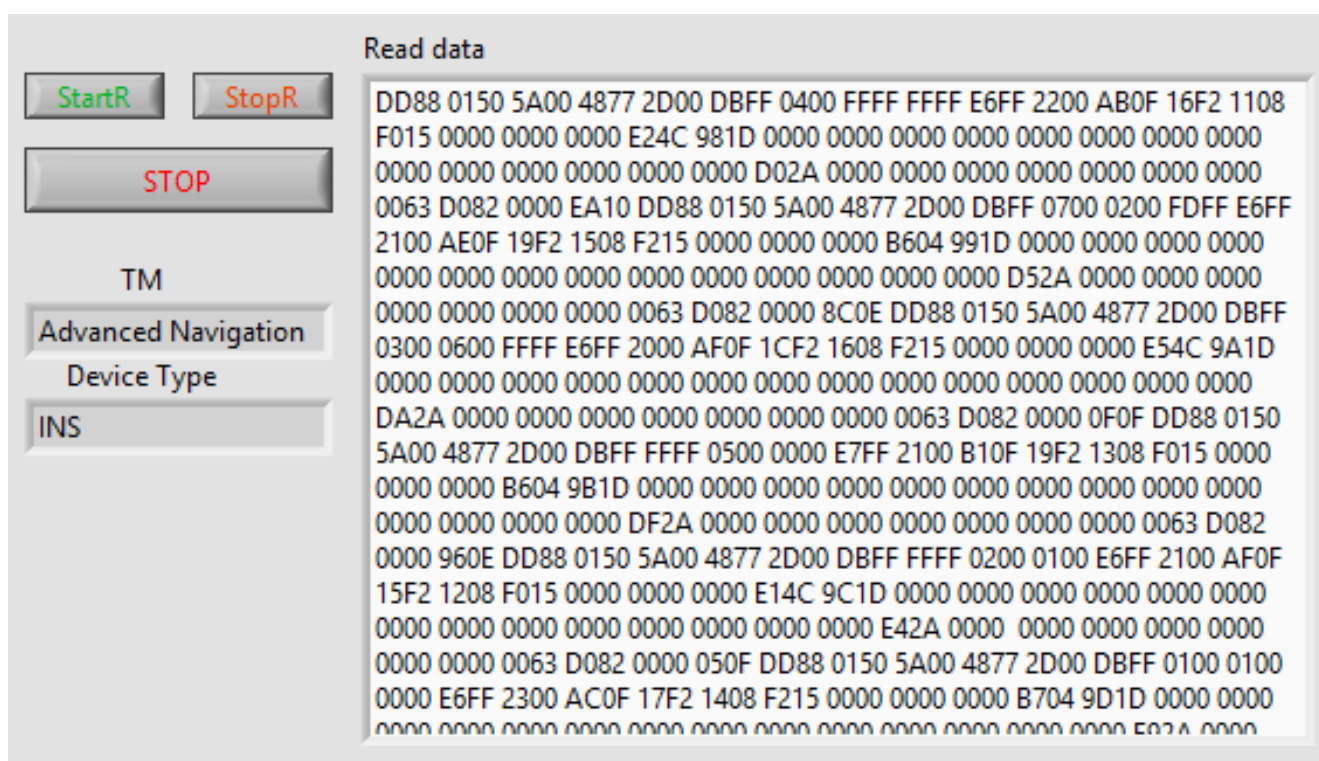 Read data
StartR
StopR
STOP
TM
Advanced Navigation
Device Type
INS
DD88 0150 5A00 4877 2D00 DBFF 0400 FFFF FFFF E6FF 2200 AB0F 16F2 1108
F015 0000 0000 0000 E24C 981D 0000 0000 0000 0000 0000 0000 0000
0000 0000 0000 0000 0000 0000 D02A 0000 0000 0000 0000 0000 0000
0063 D082 0000 EA10 DD88 0150 5A00 4877 2D00 DBFF 0700 0200 FDFF E6FF
2100 AE0F 19F2 1508 F215 0000 0000 0000 B604 991D 0000 0000 0000 0000
0000 0000 0000 0000 0000 0000 0000 0000 0000 D52A 0000 0000 0000
0000 0000 0000 0000 0063 D082 0000 8C0E DD88 0150 5A00 4877 2D00 DBFF
0300 0600 FFFF E6FF 2000 AF0F 1CF2 1608 F215 0000 0000 0000 E54C 9A1D
0000 0000 0000 0000 0000 0000 0000 0000 0000 0000 0000 0000 0000
DA2A 0000 0000 0000 0000 0000 0000 0000 0063 D082 0000 0F0F DD88 0150
5A00 4877 2D00 DBFF FFFF 0500 0000 E7FF 2100 B10F 19F2 1308 F015 0000
0000 0000 B604 9B1D 0000 0000 0000 0000 0000 0000 0000 0000 0000
0000 0000 0000 0000 DF2A 0000 0000 0000 0000 0000 0000 0000 0063 D082
0000 960E DD88 0150 5A00 4877 2D00 DBFF FFFF 0200 0100 E6FF 2100 AF0F
15F2 1208 F015 0000 0000 0000 E14C 9C1D 0000 0000 0000 0000 0000
0000 0000 0000 0000 0000 0000 0000 0000 E42A 0000 0000 0000 0000 0000
0000 0000 0063 D082 0000 050F DD88 0150 5A00 4877 2D00 DBFF 0100 0100
0000 E6FF 2300 AC0F 17F2 1408 F215 0000 0000 0000 B704 9D1D 0000 0000